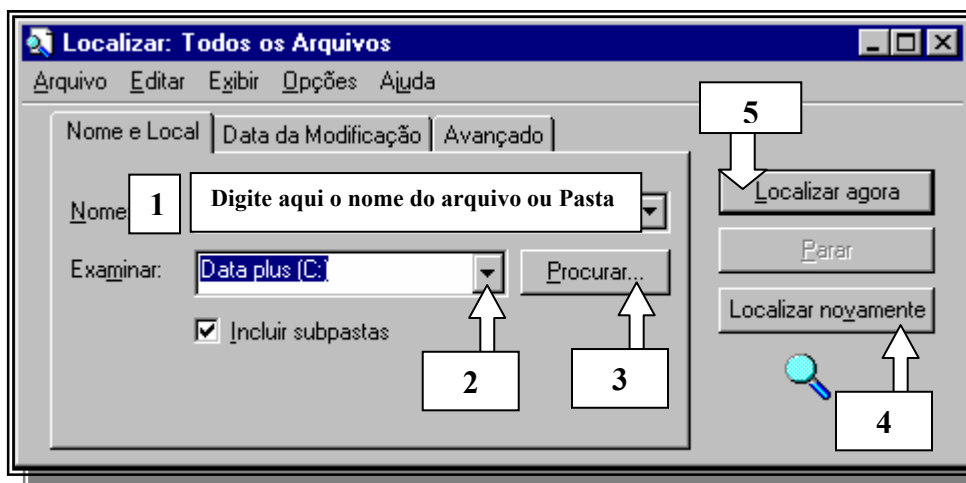 Localizar: Todos os Arquivos
Arquivo Editar Exibir Opções Ajuda
Nome e Local Data da Modificação Avançado
5
Nome: 1 Digite aqui o nome do arquivo ou Pasta
Localizar agora
Examinar: Data plus (C:) Procurar...
Parar
Incluir subpastas
Localizar novamente
2 3
4